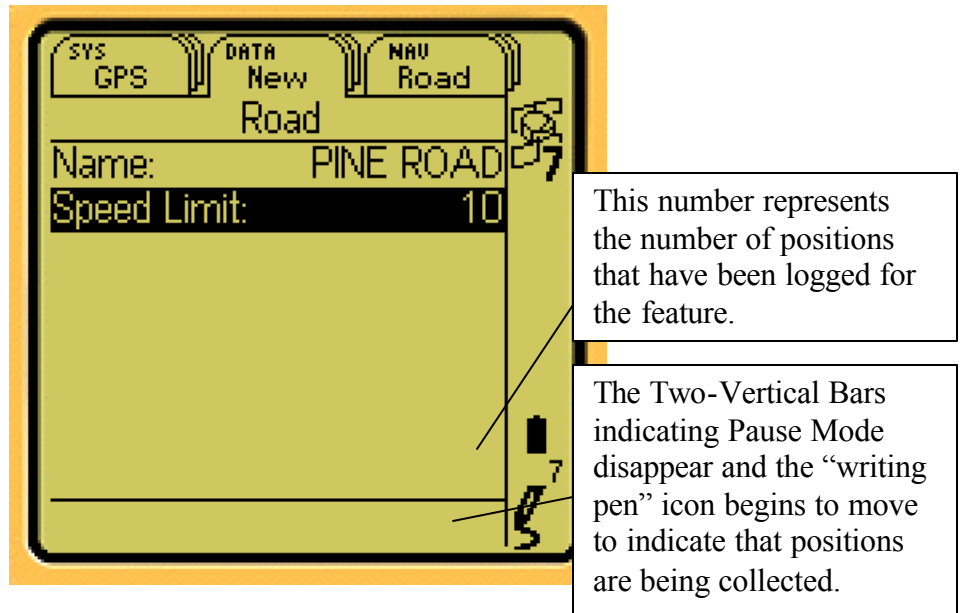 SYS DATA NAV
GPS New Road
Road
Name: PINE ROAD
7
Speed Limit: 10
This number represents
the number of positions
that have been logged for
the feature.
The Two-Vertical Bars
indicating Pause Mode
disappear and the “writing
pen” icon begins to move
to indicate that positions
are being collected.
7